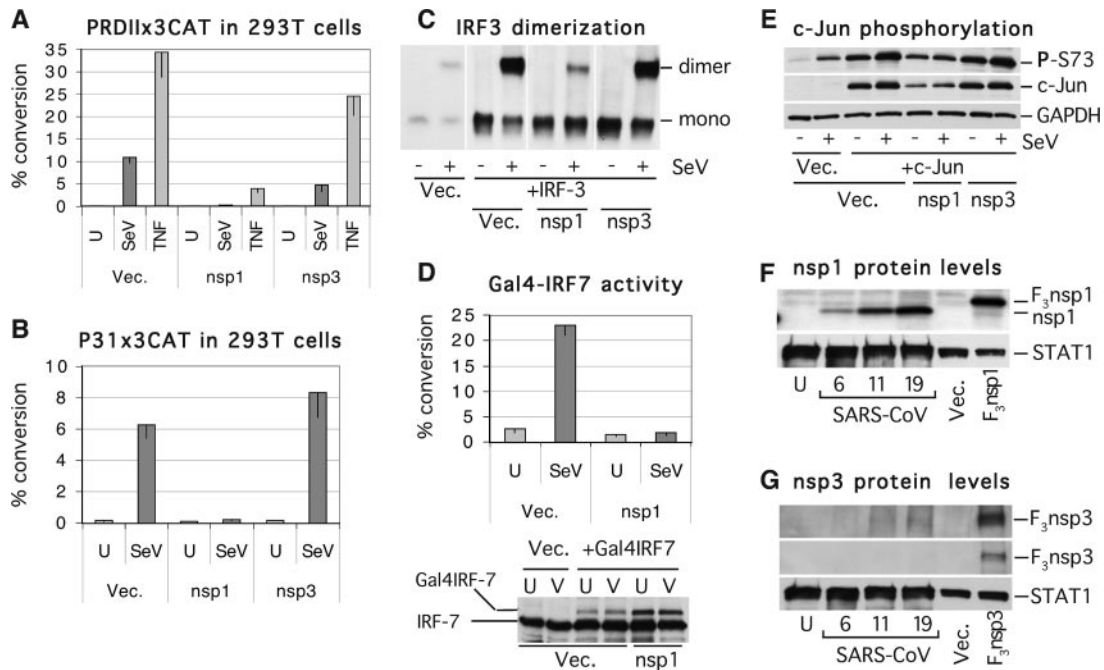 A
PRDIIx3CAT in 293T cells
% conversion
35
30
25
20
15
10
5
0
U SeV TNF U SeV TNF U SeV TNF
Vec. nsp1 nsp3
B
P31x3CAT in 293T cells
% conversion
10
8
6
4
2
0
U SeV U SeV U SeV
Vec. nsp1 nsp3
C
IRF3 dimerization
dimer
mono
- + - + - + - + SeV
Vec. +IRF-3
Vec. nsp1 nsp3
D
Gal4-IRF7 activity
% conversion
25
20
15
10
5
0
U SeV U SeV
Vec. nsp1
Vec. +Gal4IRF7
U V U V U V
Gal4IRF-7
IRF-7
Vec. nsp1
E
c-Jun phosphorylation
P-S73
c-Jun
GAPDH
- + - + - + - + SeV
Vec. +c-Jun
Vec. nsp1 nsp3
F
nsp1 protein levels
F3nsp1
nsp1
STAT1
U 6 11 19 Vec. F3nsp1
SARS-CoV
G
nsp3 protein levels
F3nsp3
F3nsp3
STAT1
U 6 11 19 Vec. F3nsp3
SARS-CoV